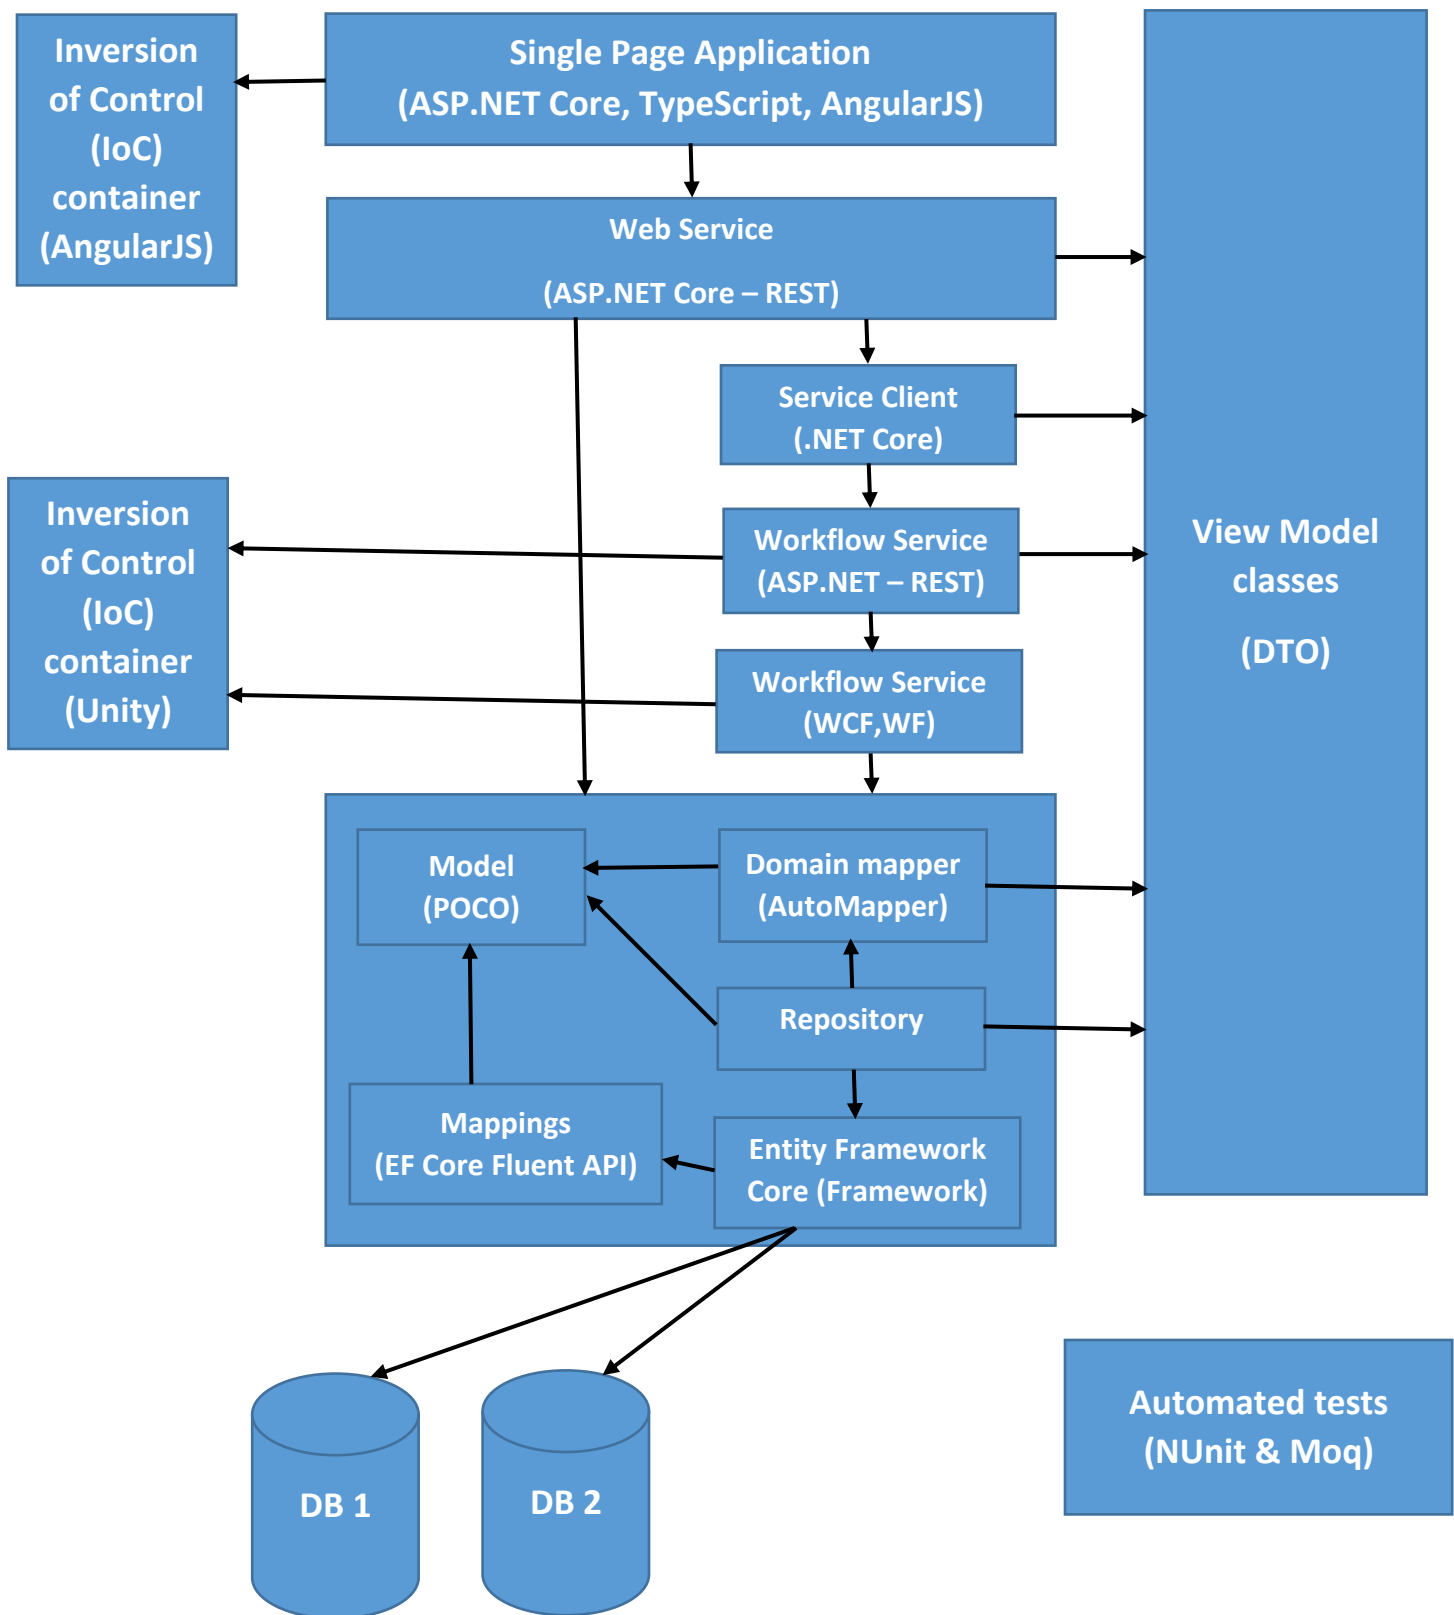 Inversion
of Control
(IoC)
container
(AngularJS)
Single Page Application
(ASP.NET Core, TypeScript, AngularJS)
Web Service
(ASP.NET Core – REST)
Service Client
(.NET Core)
Inversion
of Control
(IoC)
container
(Unity)
Workflow Service
(ASP.NET – REST)
Workflow Service
(WCF,WF)
View Model
classes
(DTO)
Model
(POCO)
Domain mapper
(AutoMapper)
Repository
Mappings
(EF Core Fluent API)
Entity Framework
Core (Framework)
DB 1
DB 2
Automated tests
(NUnit & Moq)